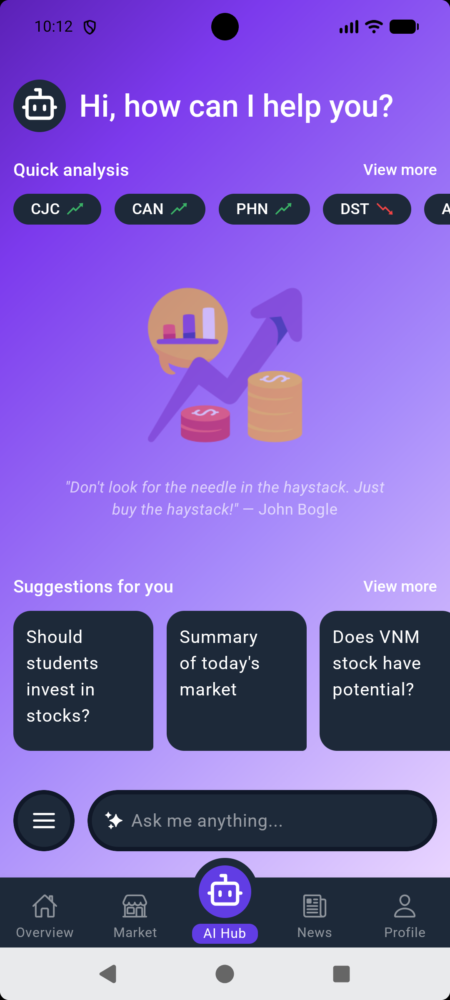 10:12
Hi, how can I help you?
Quick analysis
View more
CJC
CAN
PHN
DST
A
"Don't look for the needle in the haystack. Just
buy the haystack!" — John Bogle
Suggestions for you
View more
Should
students
invest in
stocks?
Summary
of today's
market
Does VNM
stock have
potential?
Ask me anything...
Overview
Market
AI Hub
News
Profile